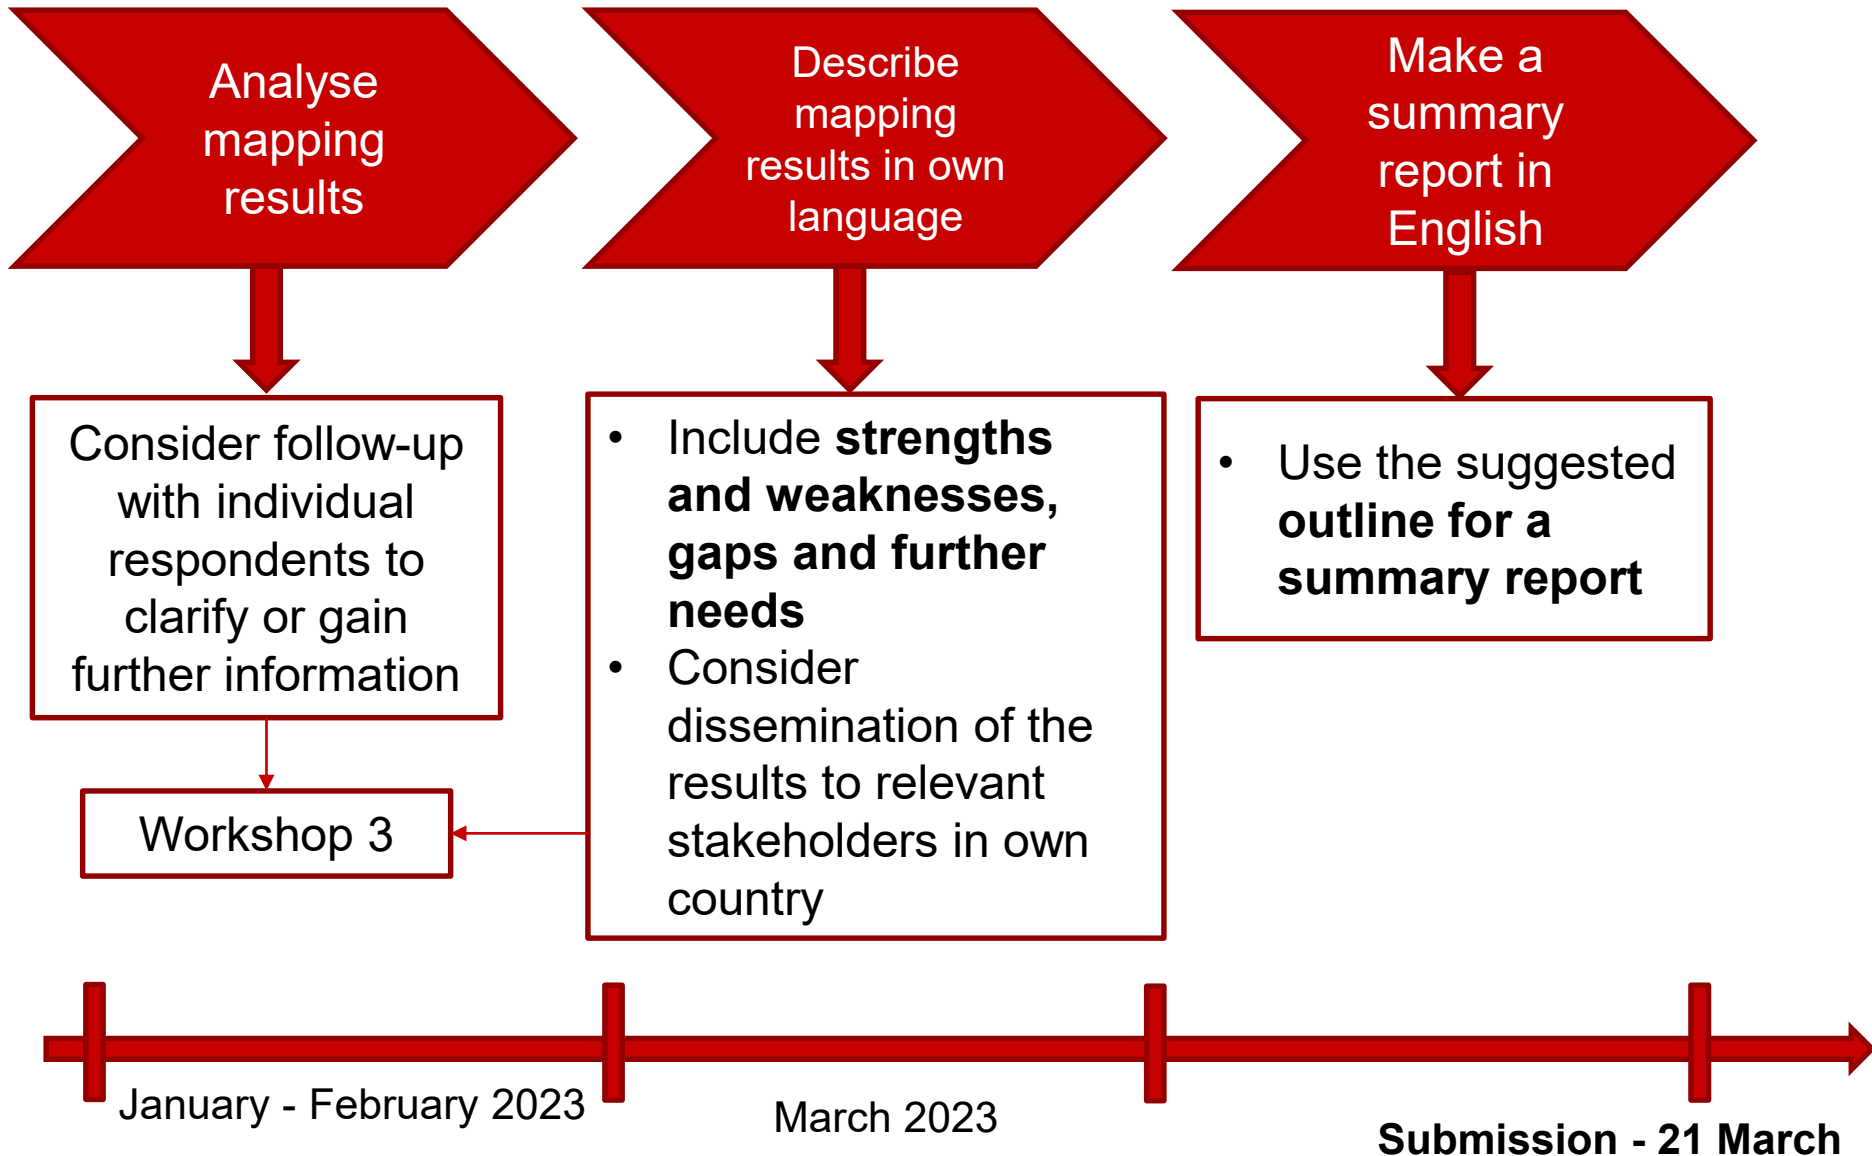 Analyse
mapping
results
Describe
mapping
results in own
language
Make a
summary
report in
English
Consider follow-up
with individual
respondents to
clarify or gain
further information
Workshop 3
• Include strengths
and weaknesses,
gaps and further
needs
• Consider
dissemination of the
results to relevant
stakeholders in own
country
• Use the suggested
outline for a
summary report
January - February 2023
March 2023
Submission - 21 March